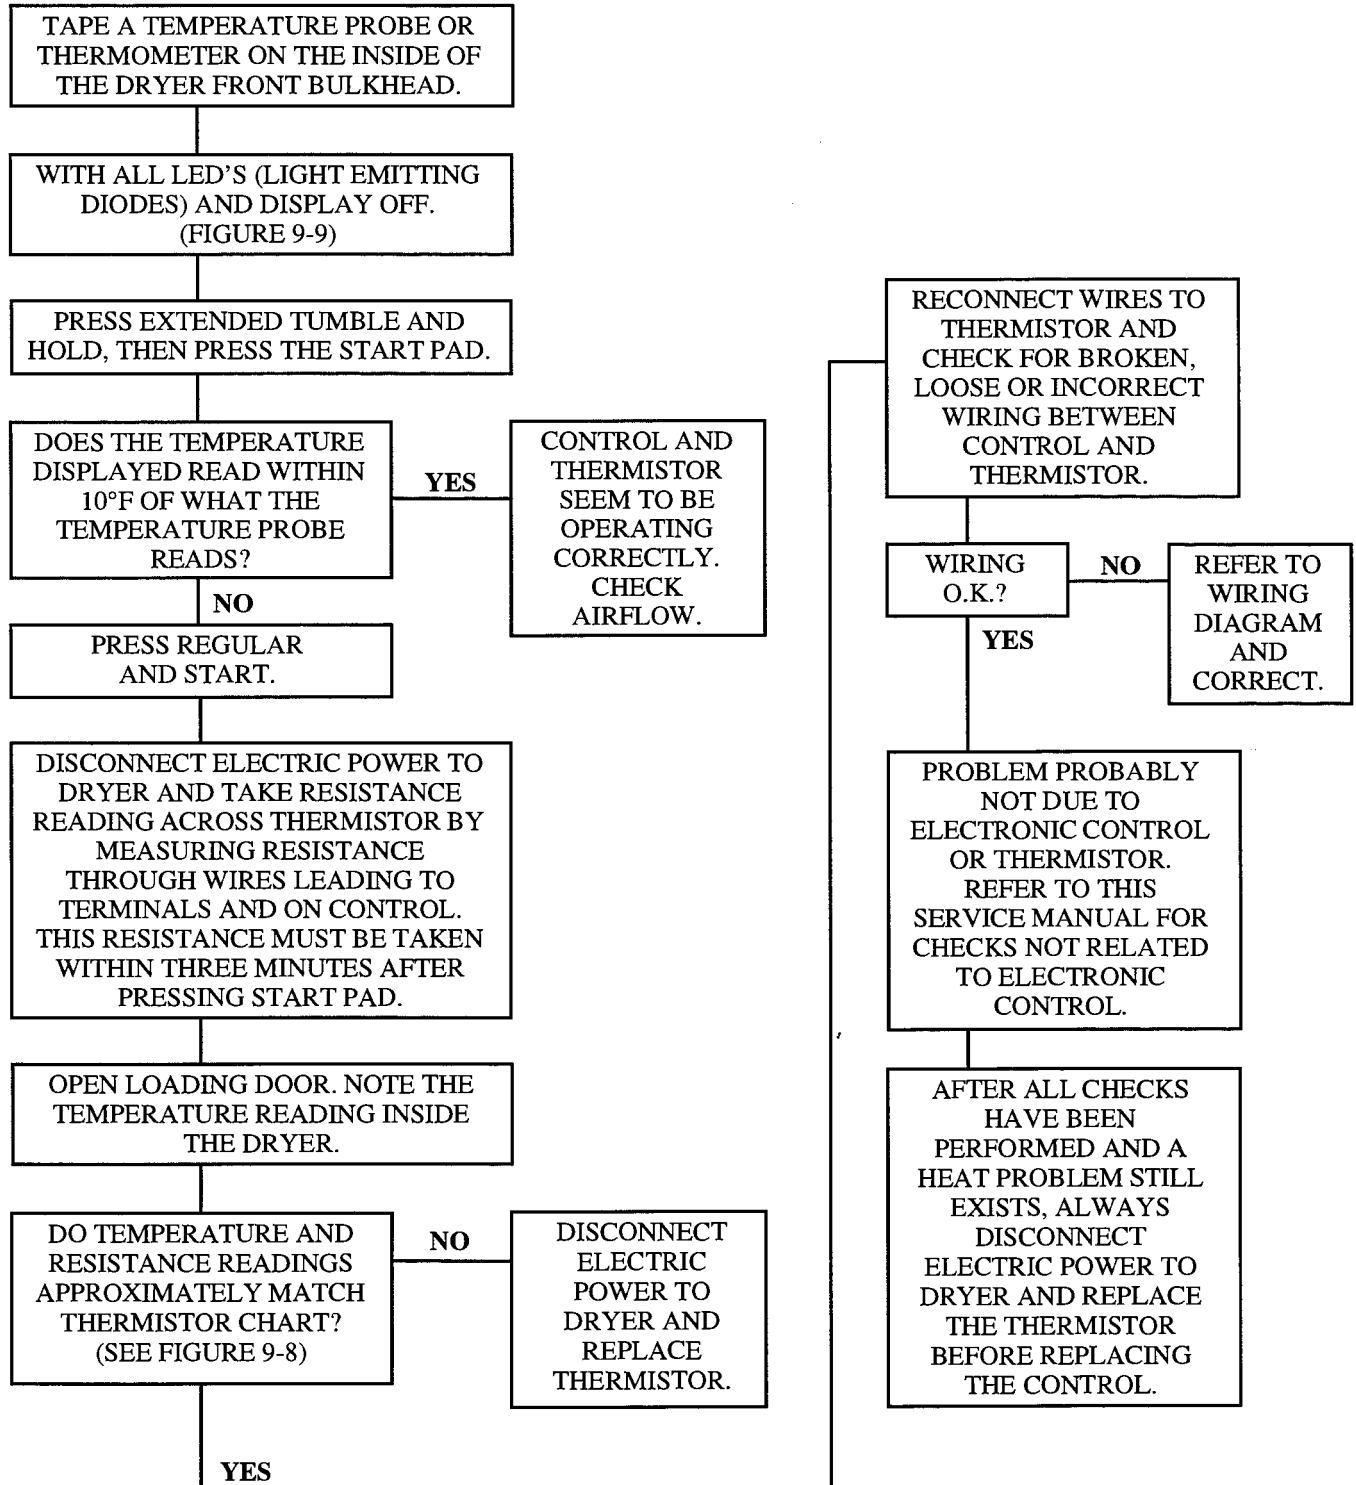 TAPE A TEMPERATURE PROBE OR
THERMOMETER ON THE INSIDE OF
THE DRYER FRONT BULKHEAD.
WITH ALL LED'S (LIGHT EMITTING
DIODES) AND DISPLAY OFF.
(FIGURE 9-9)
PRESS EXTENDED TUMBLE AND
HOLD, THEN PRESS THE START PAD.
DOES THE TEMPERATURE
DISPLAYED READ WITHIN
10°F OF WHAT THE
TEMPERATURE PROBE
READS?
YES
CONTROL AND
THERMISTOR
SEEM TO BE
OPERATING
CORRECTLY.
CHECK
AIRFLOW.
NO
PRESS REGULAR
AND START.
DISCONNECT ELECTRIC POWER TO
DRYER AND TAKE RESISTANCE
READING ACROSS THERMISTOR BY
MEASURING RESISTANCE
THROUGH WIRES LEADING TO
TERMINALS AND ON CONTROL.
THIS RESISTANCE MUST BE TAKEN
WITHIN THREE MINUTES AFTER
PRESSING START PAD.
OPEN LOADING DOOR. NOTE THE
TEMPERATURE READING INSIDE
THE DRYER.
DO TEMPERATURE AND
RESISTANCE READINGS
APPROXIMATELY MATCH
THERMISTOR CHART?
(SEE FIGURE 9-8)
NO
DISCONNECT
ELECTRIC
POWER TO
DRYER AND
REPLACE
THERMISTOR.
YES
RECONNECT WIRES TO
THERMISTOR AND
CHECK FOR BROKEN,
LOOSE OR INCORRECT
WIRING BETWEEN
CONTROL AND
THERMISTOR.
WIRING
O.K.?
NO
REFER TO
WIRING
DIAGRAM
AND
CORRECT.
YES
PROBLEM PROBABLY
NOT DUE TO
ELECTRONIC CONTROL
OR THERMISTOR.
REFER TO THIS
SERVICE MANUAL FOR
CHECKS NOT RELATED
TO ELECTRONIC
CONTROL.
AFTER ALL CHECKS
HAVE BEEN
PERFORMED AND A
HEAT PROBLEM STILL
EXISTS, ALWAYS
DISCONNECT
ELECTRIC POWER TO
DRYER AND REPLACE
THE THERMISTOR
BEFORE REPLACING
THE CONTROL.